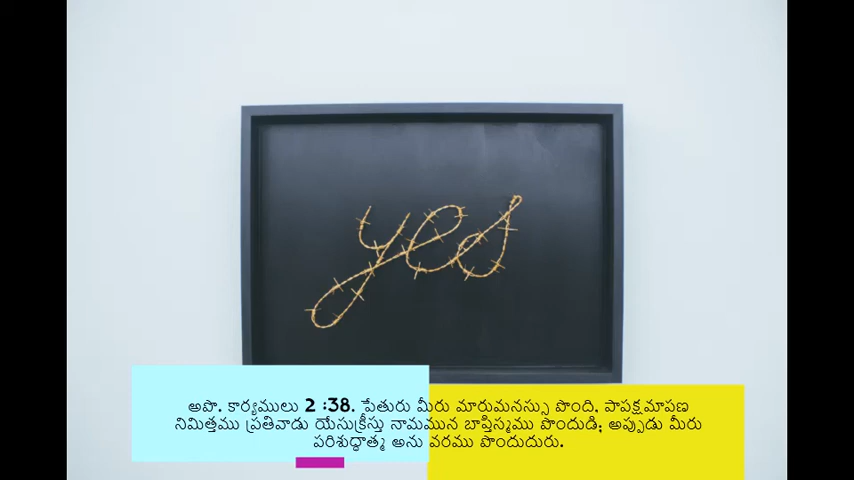 yes
అపొ. కార్యములు 2 :38. పేతురు మీరు మారుమనస్సు పొంది. పాపక్షమాపణ
నిమిత్తము ప్రతివాడు యేసుక్రీస్తు నామమున బాప్తిస్మము పొందుడి; అప్పుడు మీరు
పరిశుద్ధాత్మ అను వరము పొందుదురు.